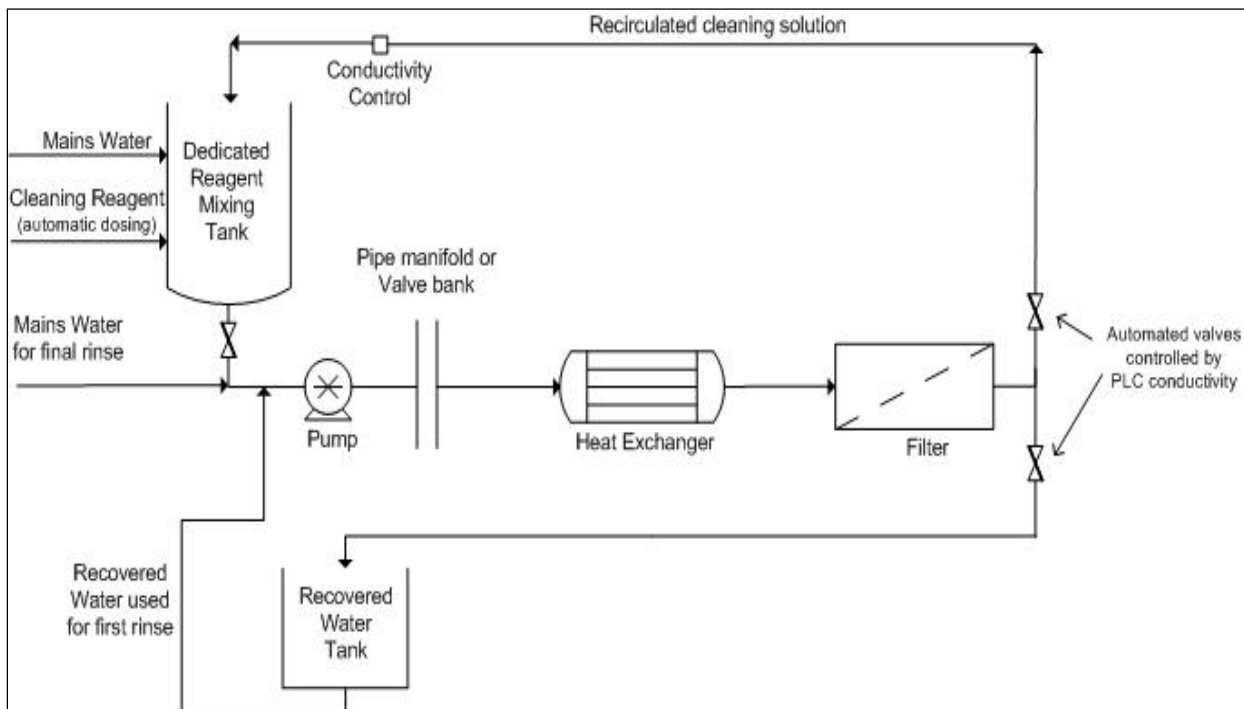 Recirculated cleaning solution
Conductivity
Control
Mains Water
Dedicated
Reagent
Mixing
Tank
Cleaning Reagent
(automatic dosing)
Pipe manifold or
Valve bank
Mains Water
for final rinse
Automated valves
controlled by
PLC conductivity
Pump
Heat Exchanger
Filter
Recovered
Water used
for first rinse
Recovered
Water
Tank